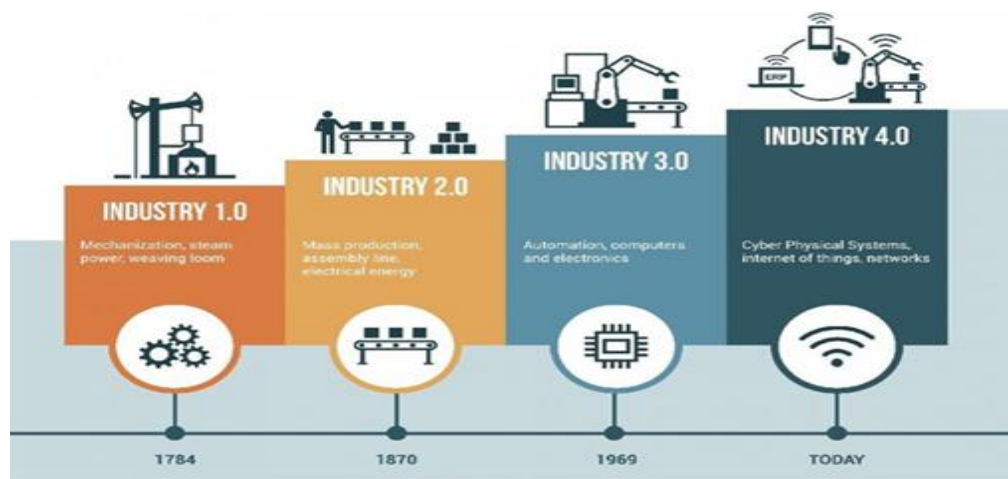 INDUSTRY 1.0
Mechanization, steam
power, weaving loom
INDUSTRY 2.0
Mass production,
assembly line,
electrical energy
INDUSTRY 3.0
Automation, computers
and electronics
INDUSTRY 4.0
Cyber Physical Systems,
internet of things, networks
ERP
1784
1870
1969
TODAY